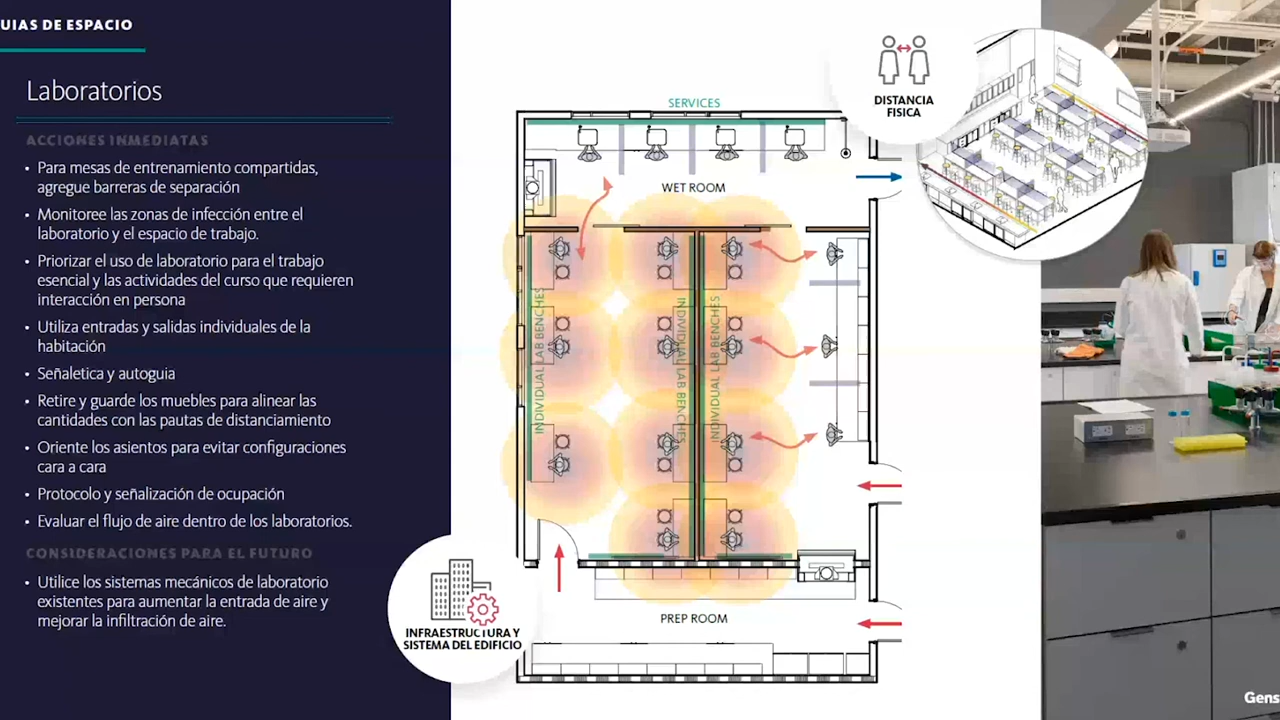 UIAS DE ESPACIO
Laboratorios
ACCIONES INMEDIATAS
• Para mesas de entrenamiento compartidas,
agregue barreras de separación
• Monitoree las zonas de infección entre el
laboratorio y el espacio de trabajo.
• Priorizar el uso de laboratorio para el trabajo
esencial y las actividades del curso que requieren
interacción en persona
• Utiliza entradas y salidas individuales de la
habitación
• Señaletica y autoguia
• Retire y guarde los muebles para alinear las
cantidades con las pautas de distanciamiento
• Oriente los asientos para evitar configuraciones
cara a cara
• Protocolo y señalización de ocupación
• Evaluar el flujo de aire dentro de los laboratorios.
CONSIDERACIONES PARA EL FUTURO
• Utilice los sistemas mecánicos de laboratorio
existentes para aumentar la entrada de aire y
mejorar la infiltración de aire.
INFRAESTRUCTURA Y
SISTEMA DEL EDIFICIO
SERVICES
WET ROOM
INDIVIDUAL LAB BENCHES
INDIVIDUAL LAB BENCHES
INDIVIDUAL LAB BENCHES
PREP ROOM
DISTANCIA
FISICA
Gens